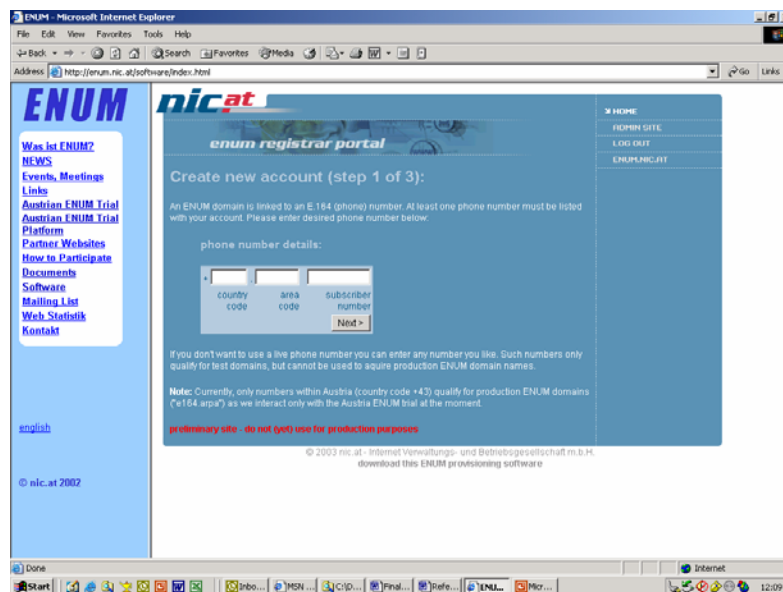 ENUM - Microsoft Internet Explorer
File Edit View Favorites Tools Help
Back Search Favorites Media
Address http://enum.nic.at/software/index.html Go Links
ENUM
Was ist ENUM?
NEWS
Events, Meetings
Links
Austrian ENUM Trial
Austrian ENUM Trial
Platform
Partner Websites
How to Participate
Documents
Software
Mailing List
Web Statistik
Kontakt
english
© nic.at 2002
nic.at
enum registrar portal
HOME
ADMIN SITE
LOG OUT
ENUM.NIC.AT
Create new account (step 1 of 3):
An ENUM domain is linked to an E.164 (phone) number. At least one phone number must be listed
with your account. Please enter desired phone number below:
phone number details:
+ .
country area subscriber
code code number
Next >
If you don't want to use a live phone number you can enter any number you like. Such numbers only
qualify for test domains, but cannot be used to aquire production ENUM domain names.
Note: Currently, only numbers within Austria (country code +43) qualify for production ENUM domains
("e164.arpa") as we interact only with the Austria ENUM trial at the moment.
preliminary site - do not (yet) use for production purposes
© 2003 nic.at - Internet Verwaltungs- und Betriebsgesellschaft m.b.H.
download this ENUM provisioning software
Done Internet
Start Inbo... MSN ... C:\D... Final... Refe... ENU... Micr... 12:09